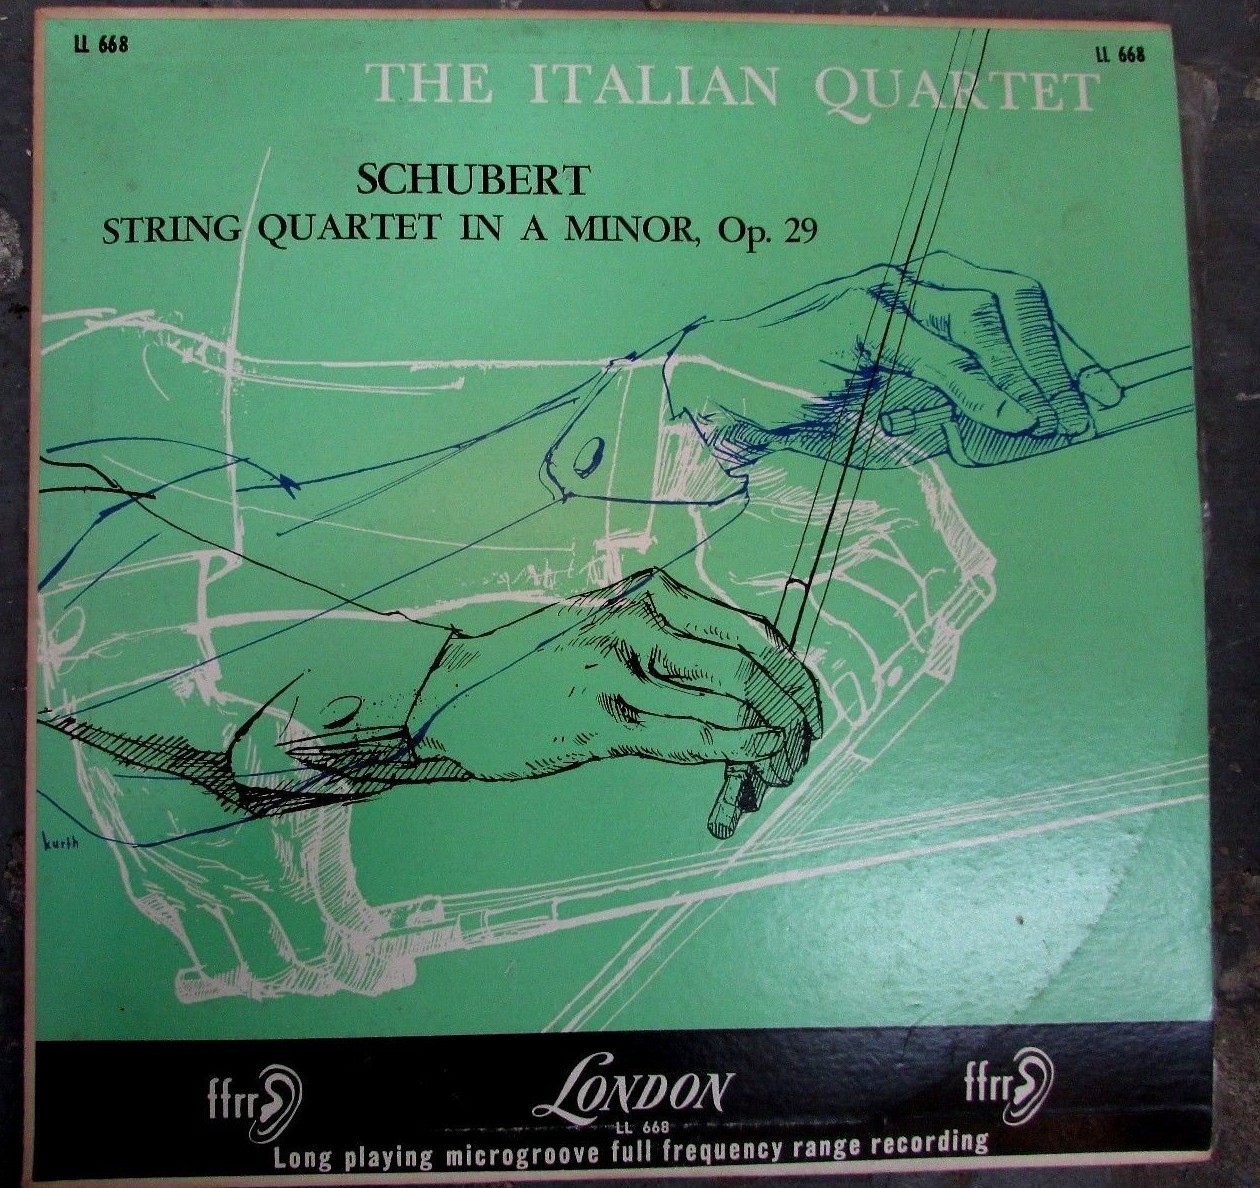 LL 668
LL 668
THE ITALIAN QUARTET
SCHUBERT
STRING QUARTET IN A MINOR, Op. 29
kurth
ffrr
LONDON
ffrr
LL 668
Long playing microgroove full frequency range recording